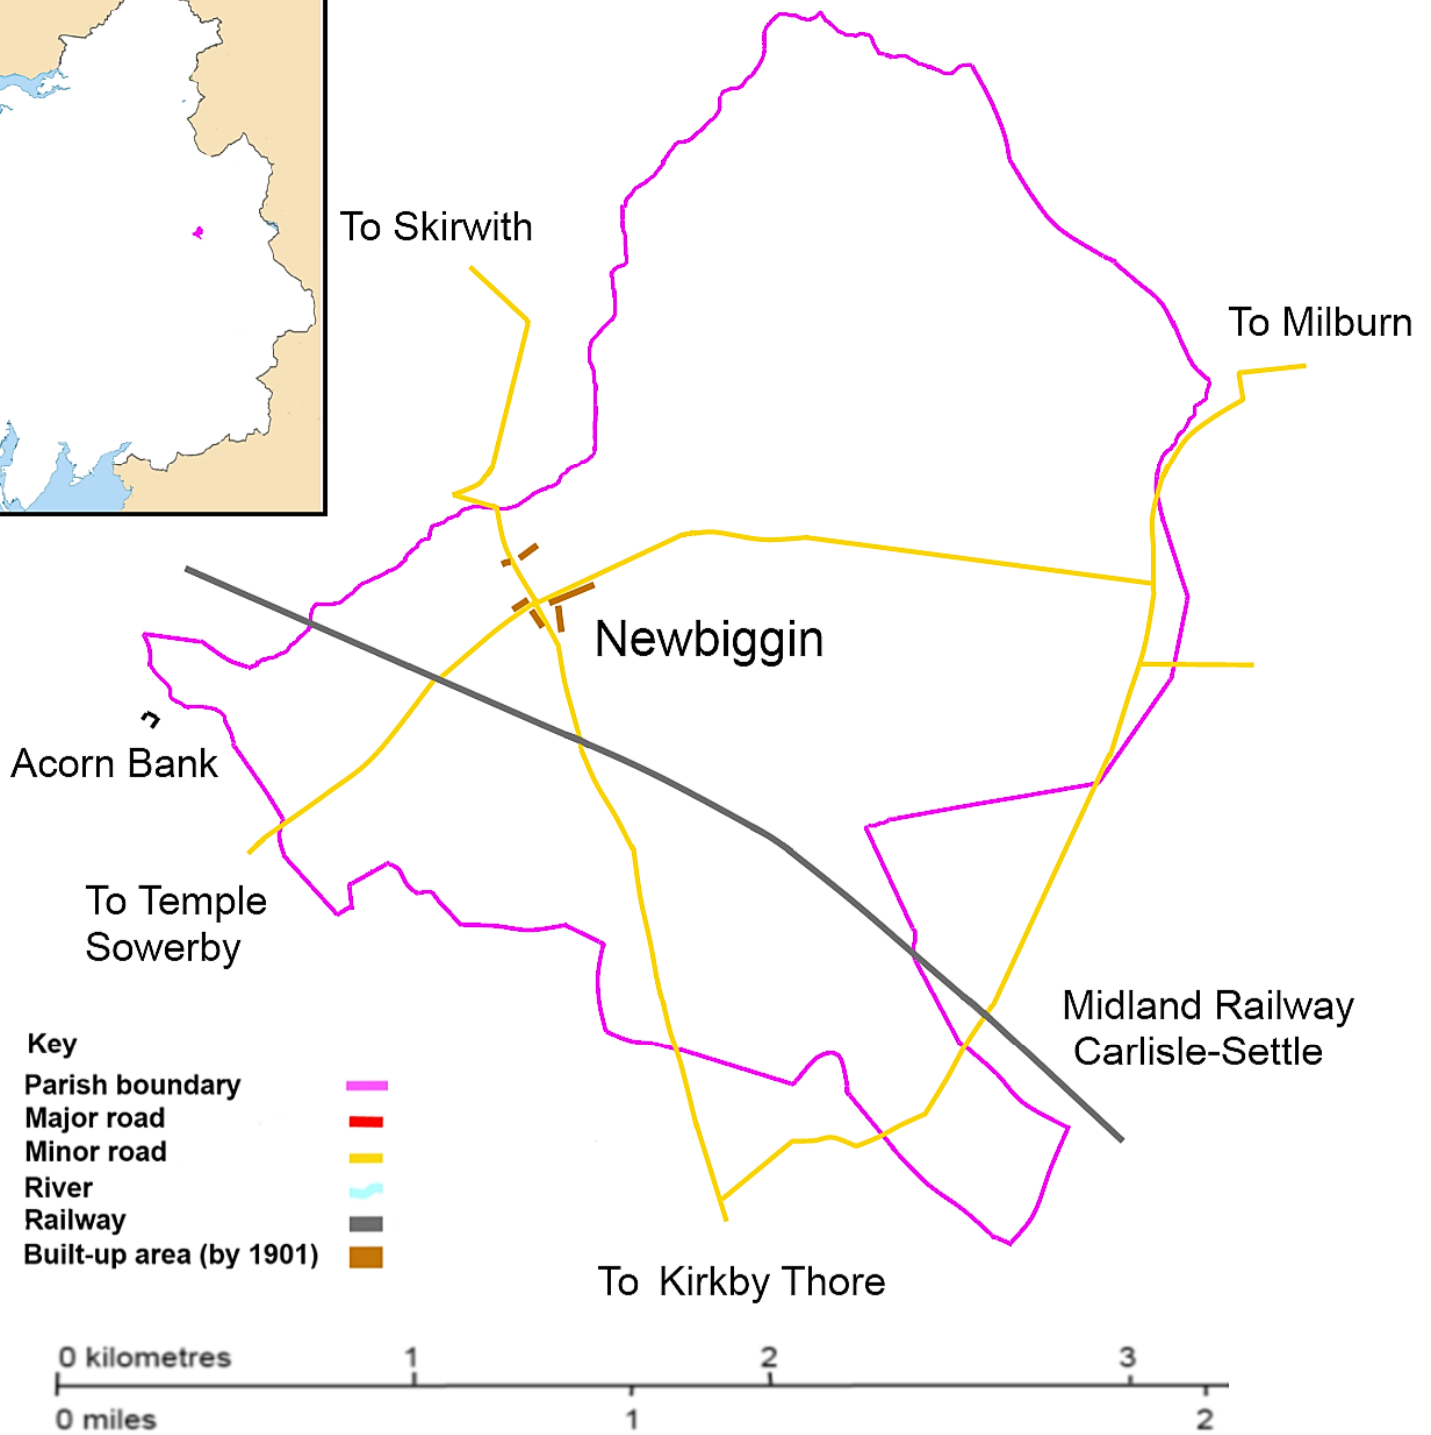 To Skirwith
To Milburn
Newbiggin
Acorn Bank
To Temple
Sowerby
Midland Railway
Carlisle-Settle
Key
Parish boundary
Major road
Minor road
River
Railway
Built-up area (by 1901)
To Kirkby Thore
0 kilometres 1 2 3
0 miles 1 2